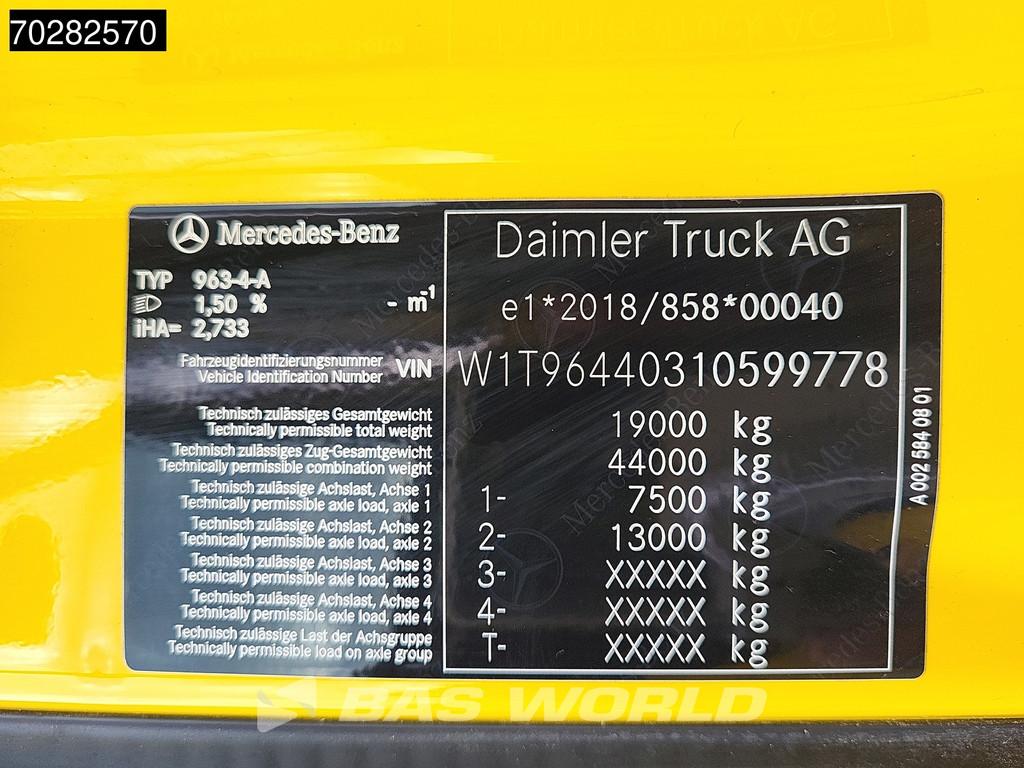 70282570
Mercedes-Benz
TYP 963-4-A
1,50 % - m-1
iHA= 2,733
Daimler Truck AG
e1*2018/858*00040
Fahrzeugidentifizierungsnummer
Vehicle Identification Number VIN W1T96440310599778
Technisch zulässiges Gesamtgewicht
Technically permissible total weight 19000 kg
Technisch zulässiges Zug-Gesamtgewicht
Technically permissible combination weight 44000 kg
Technisch zulässige Achslast, Achse 1
Technically permissible axle load, axle 1 1- 7500 kg
Technisch zulässige Achslast, Achse 2
Technically permissible axle load, axle 2 2- 13000 kg
Technisch zulässige Achslast, Achse 3
Technically permissible axle load, axle 3 3- XXXXX kg
Technisch zulässige Achslast, Achse 4
Technically permissible axle load, axle 4 4- XXXXX kg
Technisch zulässige Last der Achsgruppe
Technically permissible load on axle group T- XXXXX kg
A 002 584 08 01
BAS WORLD